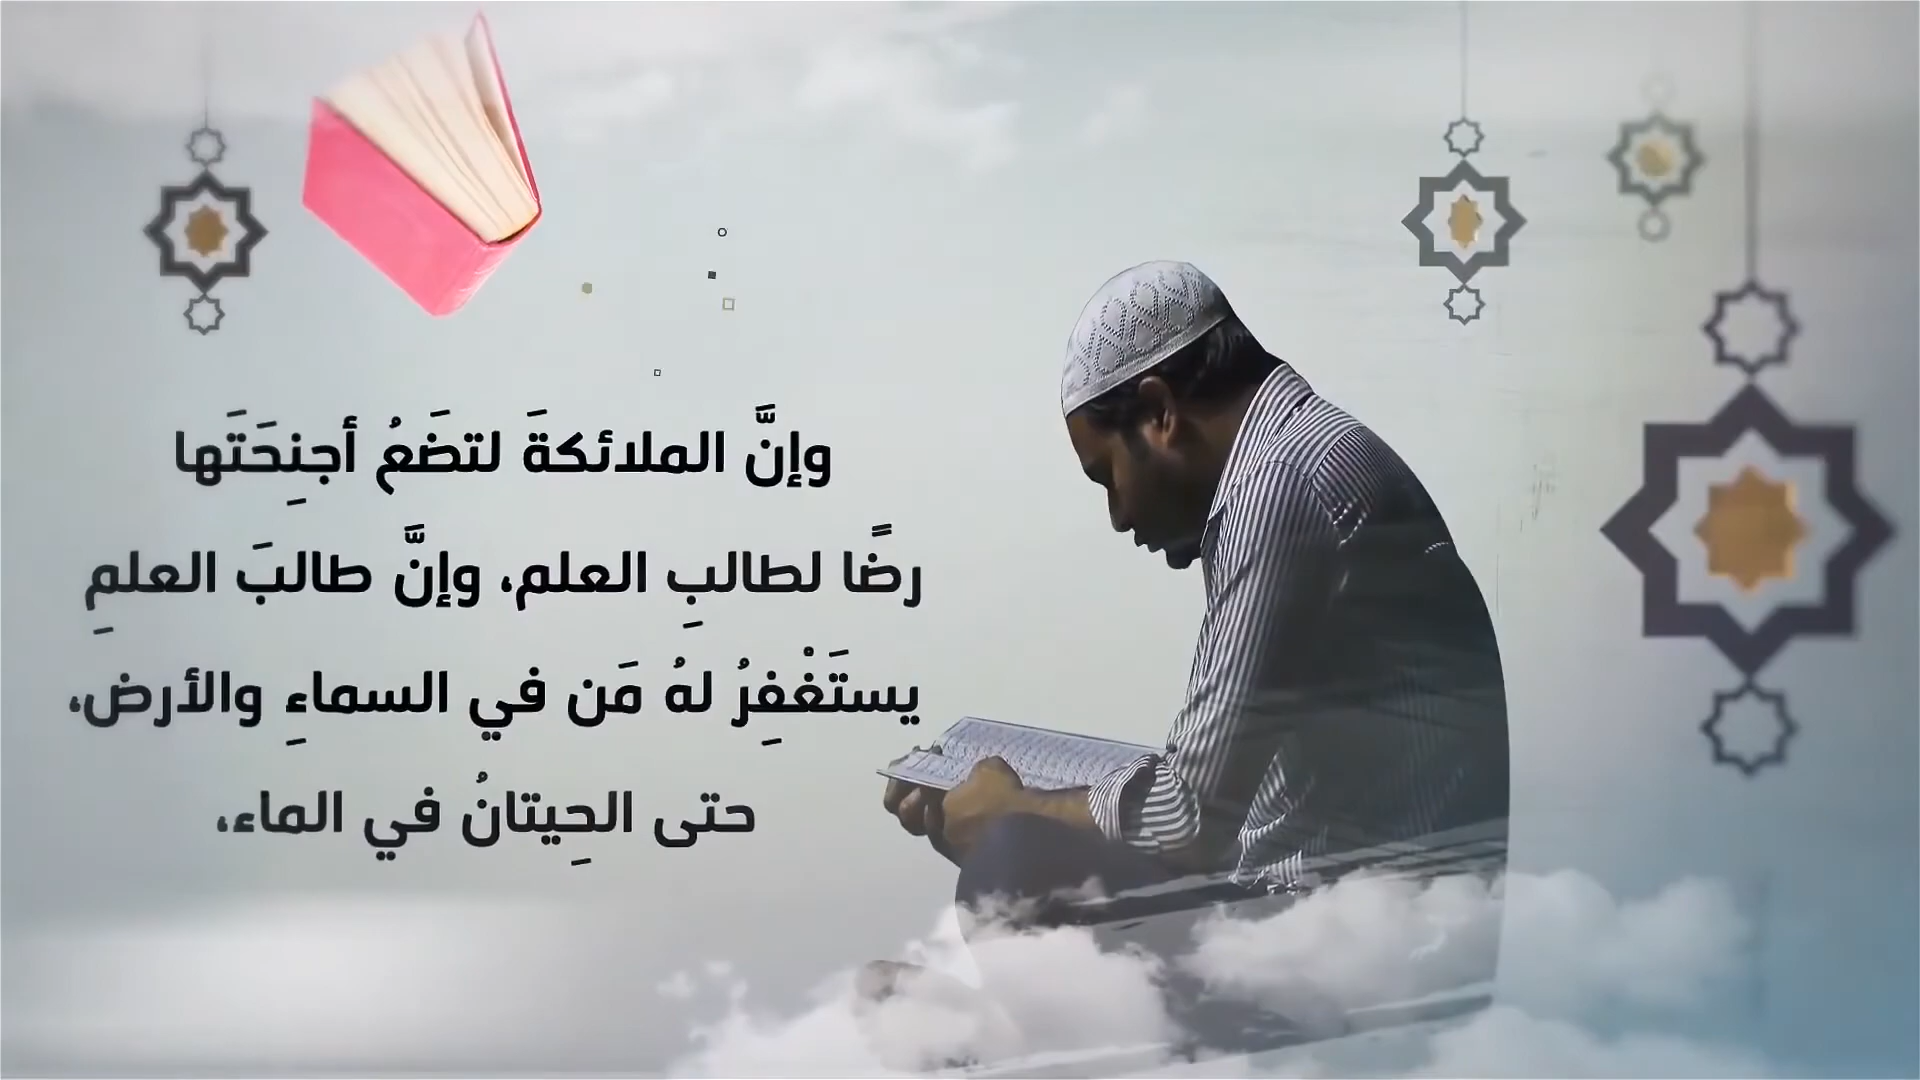 وإنَّ الملائكةَ لتضَعُ أجنِحَتَها
رضًا لطالبِ العلم، وإنَّ طالبَ العلمِ
يستَغْفِرُ لهُ مَن في السماءِ والأرض،
حتى الحِيتانُ في الماء،